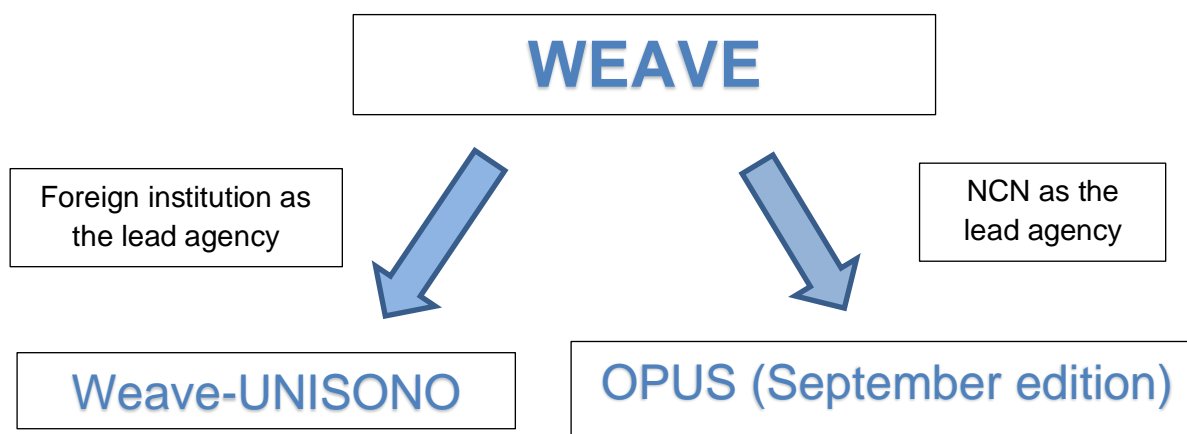 WEAVE
Foreign institution as
the lead agency
NCN as the
lead agency
Weave-UNISONO
OPUS (September edition)